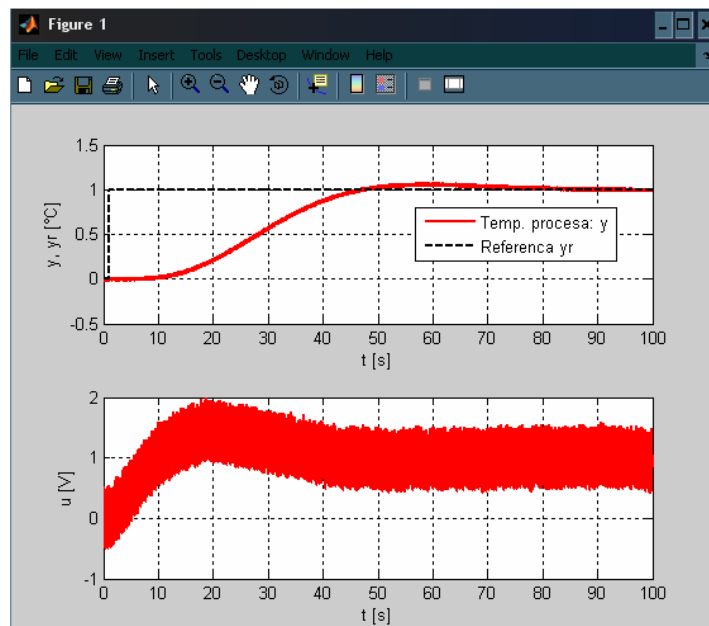 Figure 1
File Edit View Insert Tools Desktop Window Help
1.5
1
0.5
0
-0.5
y, yr [°C]
Temp. procesa: y
Referenca yr
0 10 20 30 40 50 60 70 80 90 100
t [s]
2
1
0
-1
u [V]
0 10 20 30 40 50 60 70 80 90 100
t [s]